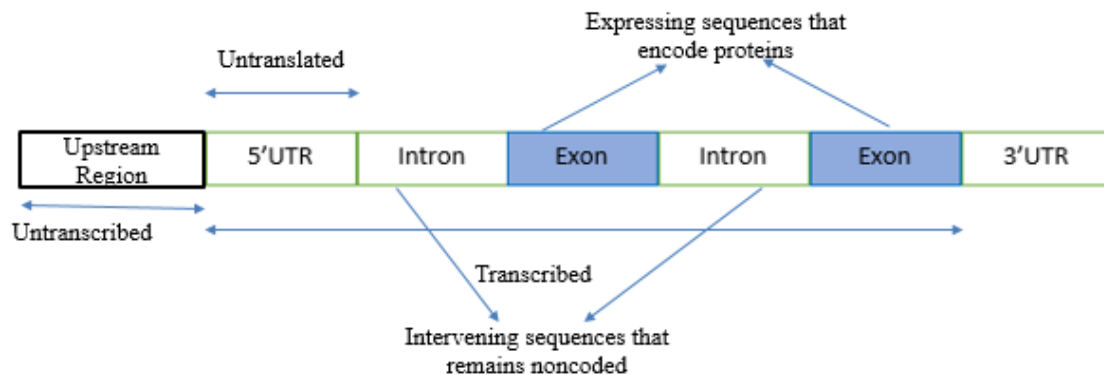 Expressing sequences that
encode proteins
Untranslated
Upstream
Region
5'UTR
Intron
Exon
Intron
Exon
3'UTR
Untranscribed
Transcribed
Intervening sequences that
remains noncoded